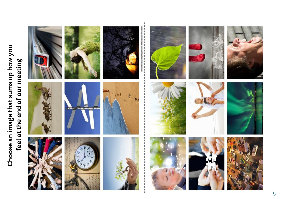 Choose an image that sums up how you
feel at the end of our meeting